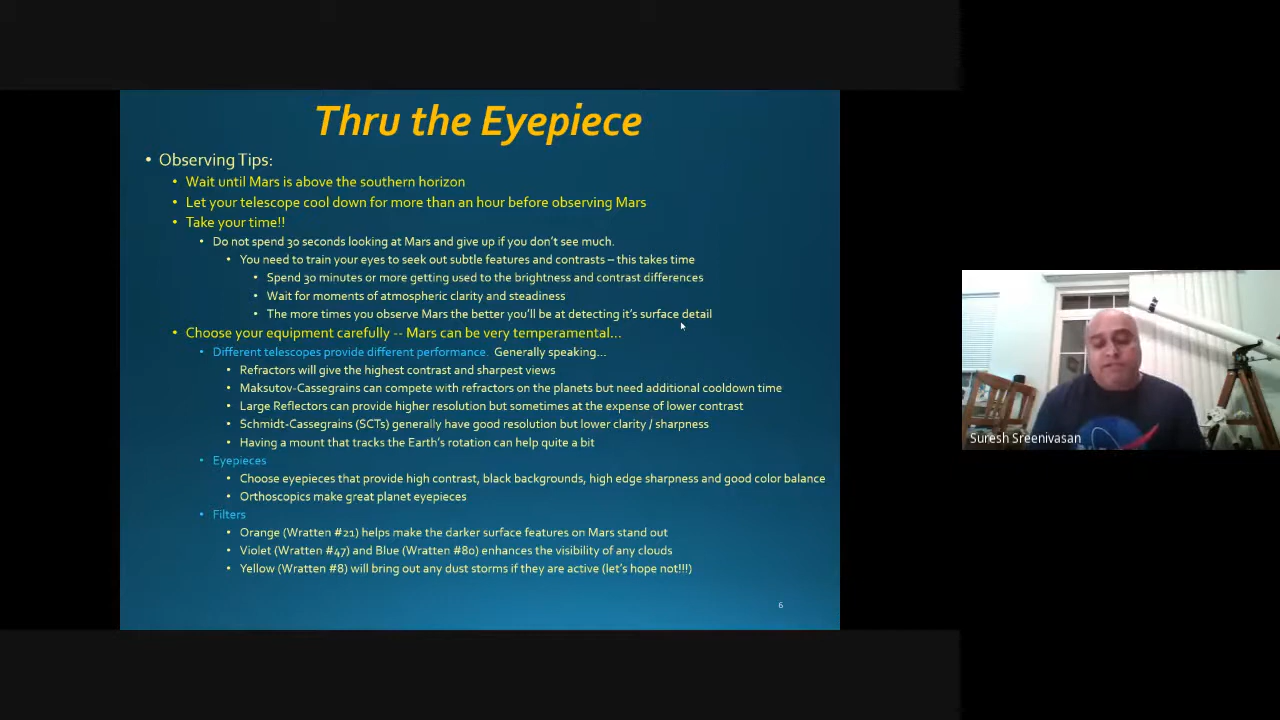 Thru the Eyepiece
• Observing Tips:
• Wait until Mars is above the southern horizon
• Let your telescope cool down for more than an hour before observing Mars
• Take your time!!
• Do not spend 30 seconds looking at Mars and give up if you don't see much.
• You need to train your eyes to seek out subtle features and contrasts – this takes time
• Spend 30 minutes or more getting used to the brightness and contrast differences
• Wait for moments of atmospheric clarity and steadiness
• The more times you observe Mars the better you'll be at detecting it's surface detail
• Choose your equipment carefully -- Mars can be very temperamental...
• Different telescopes provide different performance. Generally speaking...
• Refractors will give the highest contrast and sharpest views
• Maksutov-Cassegrains can compete with refractors on the planets but need additional cooldown time
• Large Reflectors can provide higher resolution but sometimes at the expense of lower contrast
• Schmidt-Cassegrains (SCTs) generally have good resolution but lower clarity / sharpness
• Having a mount that tracks the Earth's rotation can help quite a bit
• Eyepieces
• Choose eyepieces that provide high contrast, black backgrounds, high edge sharpness and good color balance
• Orthoscopics make great planet eyepieces
• Filters
• Orange (Wratten #21) helps make the darker surface features on Mars stand out
• Violet (Wratten #47) and Blue (Wratten #80) enhances the visibility of any clouds
• Yellow (Wratten #8) will bring out any dust storms if they are active (let's hope not!!!)
6
Suresh Sreenivasan